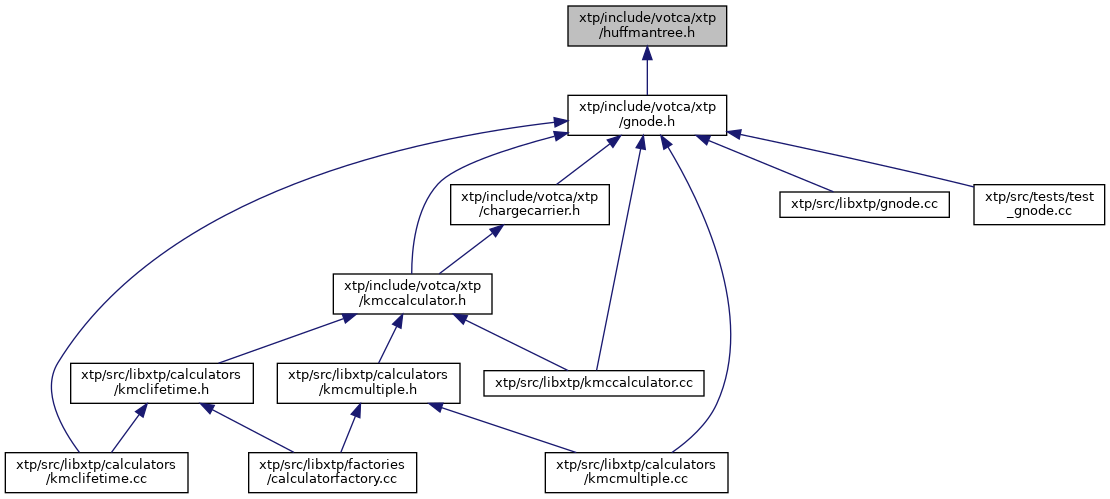 xtp/include/votca/xtp
/huffmantree.h
xtp/include/votca/xtp
/gnode.h
xtp/include/votca/xtp
/chargecarrier.h
xtp/src/libxtp/gnode.cc
xtp/src/tests/test
_gnode.cc
xtp/include/votca/xtp
/kmccalculator.h
xtp/src/libxtp/calculators
/kmclifetime.h
xtp/src/libxtp/calculators
/kmcmultiple.h
xtp/src/libxtp/kmccalculator.cc
xtp/src/libxtp/calculators
/kmclifetime.cc
xtp/src/libxtp/factories
/calculatorfactory.cc
xtp/src/libxtp/calculators
/kmcmultiple.cc